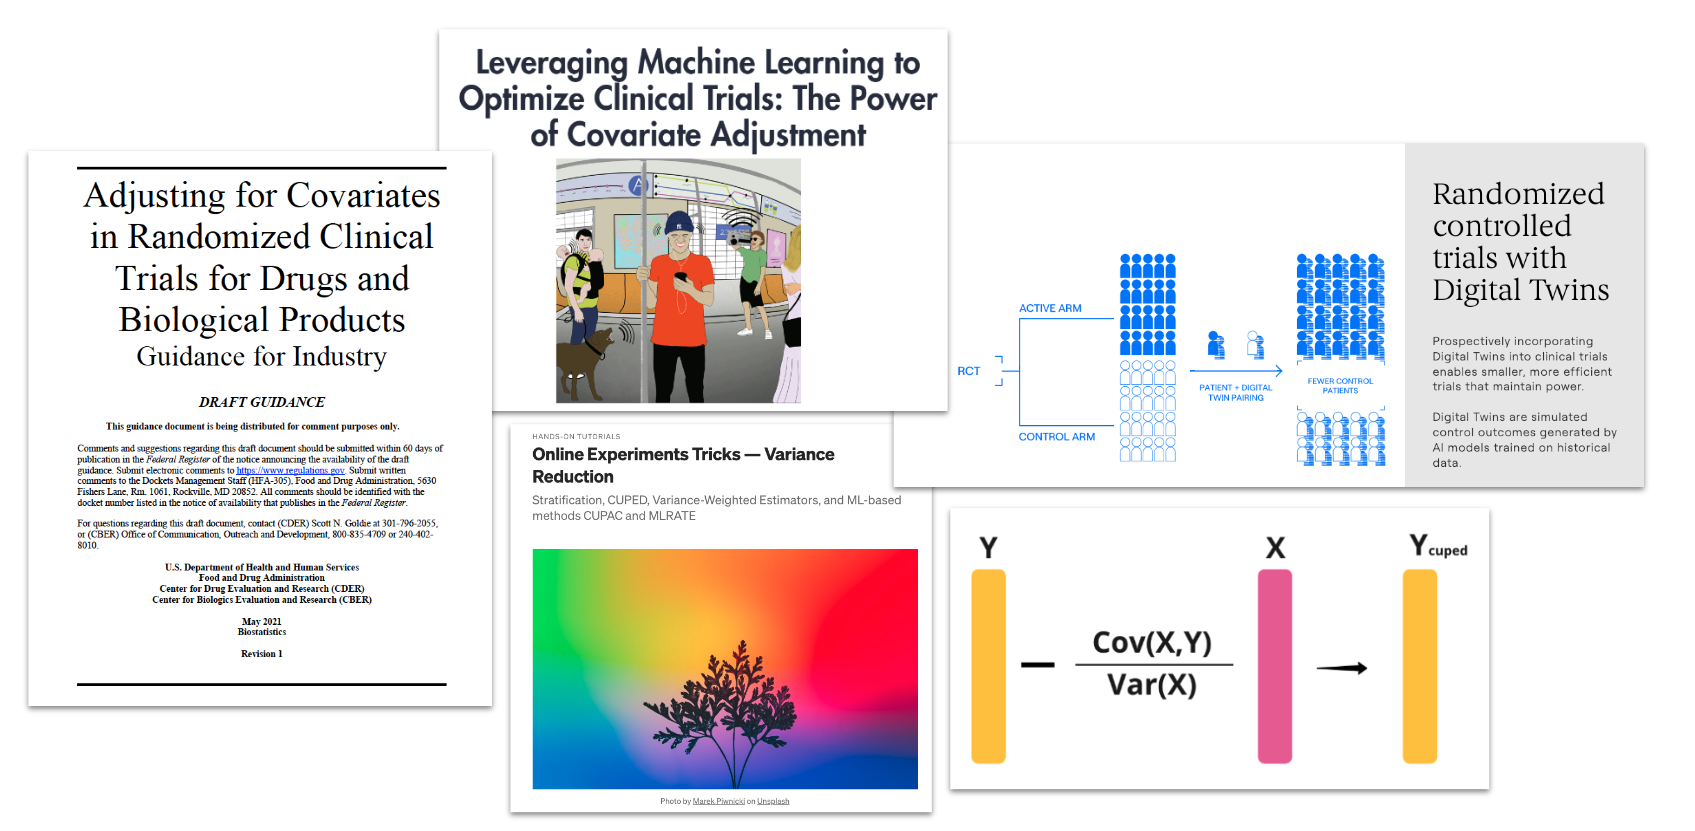 Adjusting for Covariates
in Randomized Clinical
Trials for Drugs and
Biological Products
Guidance for Industry
DRAFT GUIDANCE
This guidance document is being distributed for comment purposes only.
Comments and suggestions regarding this draft document should be submitted within 60 days of
publication in the Federal Register of the notice announcing the availability of the draft
guidance. Submit electronic comments to https://www.regulations.gov. Submit written
comments to the Dockets Management Staff (HFA-305), Food and Drug Administration, 5630
Fishers Lane, Rm. 1061, Rockville, MD 20852. All comments should be identified with the
docket number listed in the notice of availability that publishes in the Federal Register.
For questions regarding this draft document, contact (CDER) Scott N. Goldie at 301-796-2055,
or (CBER) Office of Communication, Outreach and Development, 800-835-4709 or 240-402-
8010.
U.S. Department of Health and Human Services
Food and Drug Administration
Center for Drug Evaluation and Research (CDER)
Center for Biologics Evaluation and Research (CBER)
May 2021
Biostatistics
Revision 1
Leveraging Machine Learning to
Optimize Clinical Trials: The Power
of Covariate Adjustment
A
HANDS-ON TUTORIALS
Online Experiments Tricks — Variance
Reduction
Stratification, CUPED, Variance-Weighted Estimators, and ML-based
methods CUPAC and MLRATE
Photo by Marek Piwnicki on Unsplash
RCT
ACTIVE ARM
CONTROL ARM
PATIENT + DIGITAL
TWIN PAIRING
FEWER CONTROL
PATIENTS
Randomized
controlled
trials with
Digital Twins
Prospectively incorporating
Digital Twins into clinical trials
enables smaller, more efficient
trials that maintain power.
Digital Twins are simulated
control outcomes generated by
AI models trained on historical
data.
Y
Cov(X,Y)
Var(X)
X
Ycuped